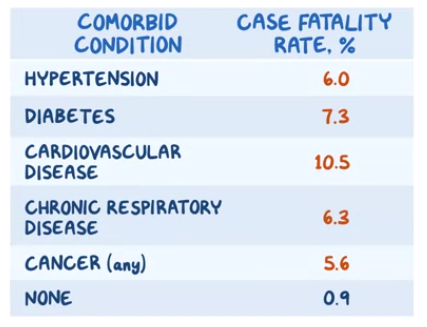 COMORBID CASE FATALITY
CONDITION RATE, %
HYPERTENSION 6.0
DIABETES 7.3
CARDIOVASCULAR
DISEASE 10.5
CHRONIC RESPIRATORY
DISEASE 6.3
CANCER (any) 5.6
NONE 0.9